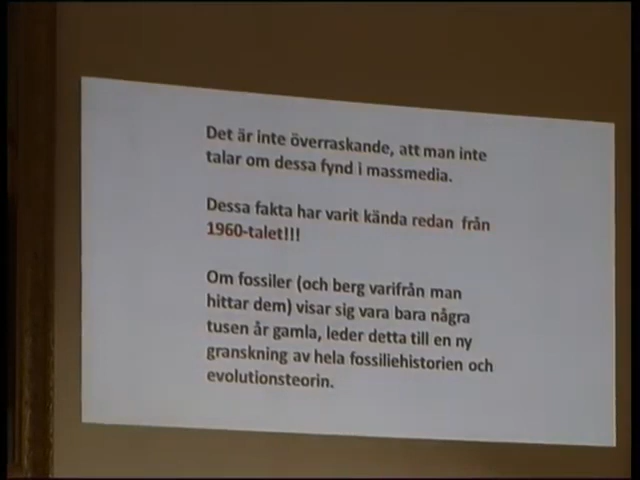 Det är inte överraskande, att man inte
talar om dessa fynd i massmedia.
Dessa fakta har varit kända redan från
1960-talet!!!
Om fossiler (och berg varifrån man
hittar dem) visar sig vara bara några
tusen år gamla, leder detta till en ny
granskning av hela fossiliehistorien och
evolutionsteorin.